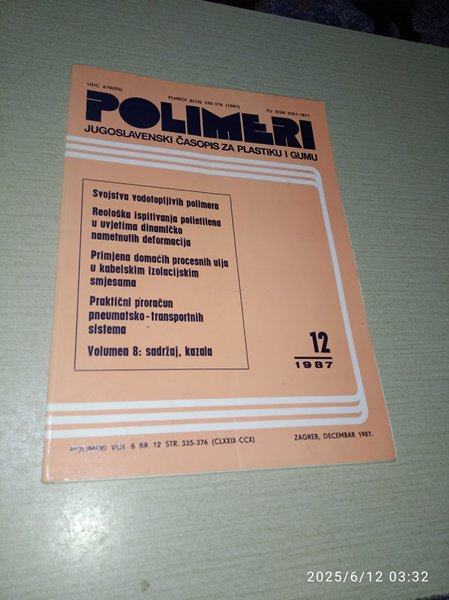 UDC 678(05)
PLMRDI 8(12) 335-376 (1987)
YU ISSN 0351-1871
POLIMERI
JUGOSLAVENSKI ČASOPIS ZA PLASTIKU I GUMU
Svojstva vodotopljivih polimera
Reološka ispitivanja polietilena
u uvjetima dinamičko
nametnutih deformacija
Primjena domaćih procesnih ulja
u kabelskim izolacijskim
smjesama
Praktični proračun
pneumatsko-transportnih
sistema
Volumen 8: sadržaj, kazala
12
1987
POLIMERI VOL 8 BR. 12 STR. 335-376 (CLXXIX-CCX)
ZAGREB, DECEMBAR 1987.
2025/6/12 03:32